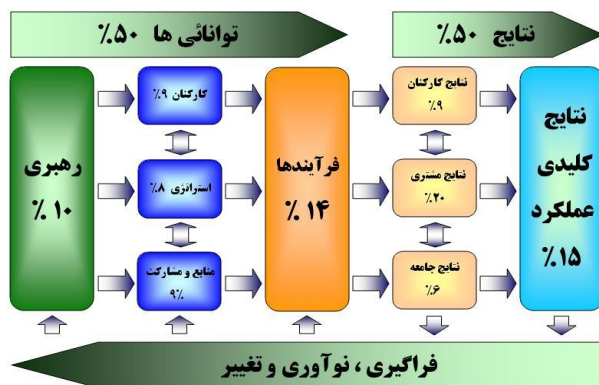 توانائی ها ٪۵۰
نتایج ٪۵۰
رهبری
٪ ۱۰
کارکنان ٪۹
استراتژی ٪۸
منابع و مشارکت
۹٪
فرآیندها
٪ ۱۴
نتایج کارکنان
٪۹
نتایج مشتری
٪۲۰
نتایج جامعه
٪۶
نتایج
کلیدی
عملکرد
٪۱۵
فراگیری ، نوآوری و تغییر